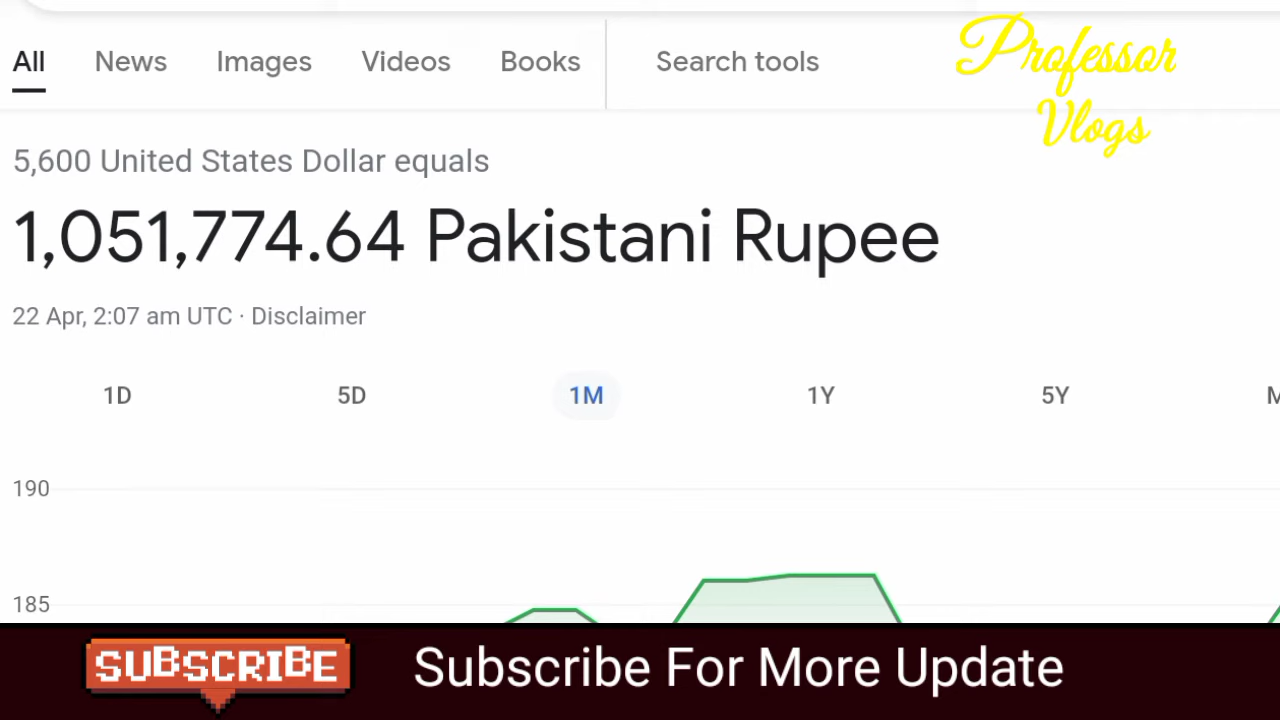 All News Images Videos Books Search tools
Professor
Vlogs
5,600 United States Dollar equals
1,051,774.64 Pakistani Rupee
22 Apr, 2:07 am UTC · Disclaimer
1D 5D 1M 1Y 5Y M
190
185
SUBSCRIBE Subscribe For More Update